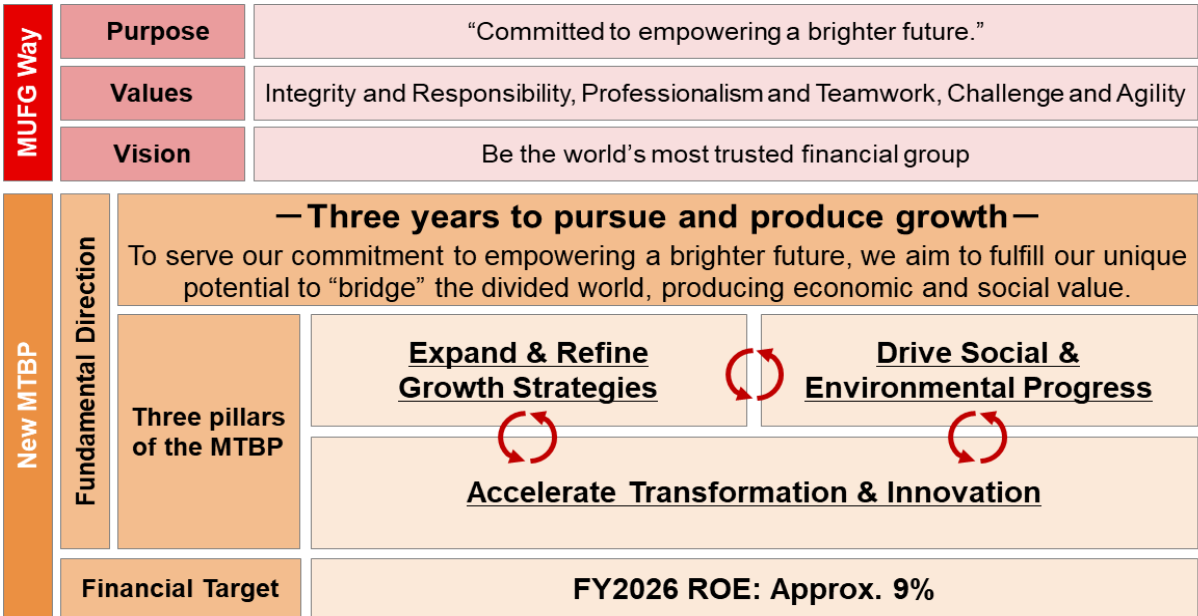 MUFG Way
Purpose
“Committed to empowering a brighter future.”
Values
Integrity and Responsibility, Professionalism and Teamwork, Challenge and Agility
Vision
Be the world’s most trusted financial group
New MTBP
Fundamental Direction
—Three years to pursue and produce growth—
To serve our commitment to empowering a brighter future, we aim to fulfill our unique
potential to “bridge” the divided world, producing economic and social value.
Three pillars
of the MTBP
Expand & Refine
Growth Strategies
Drive Social &
Environmental Progress
Accelerate Transformation & Innovation
Financial Target
FY2026 ROE: Approx. 9%